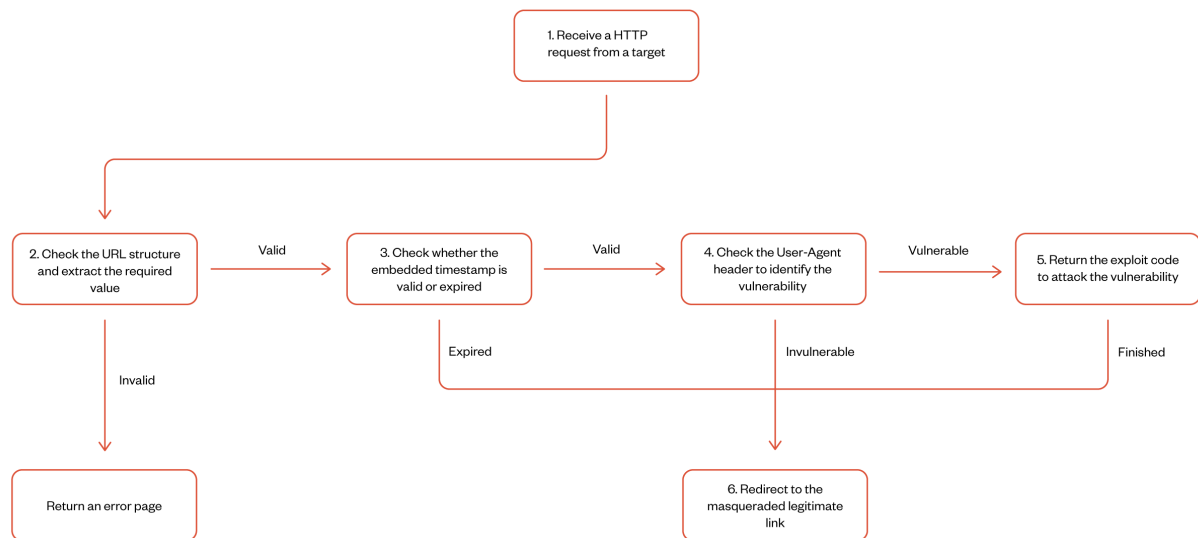 1. Receive a HTTP
request from a target
2. Check the URL structure
and extract the required
value
Valid
3. Check whether the
embedded timestamp is
valid or expired
Valid
4. Check the User-Agent
header to identify the
vulnerability
Vulnerable
5. Return the exploit code
to attack the vulnerability
Invalid
Expired
Invulnerable
Finished
Return an error page
6. Redirect to the
masqueraded legitimate
link